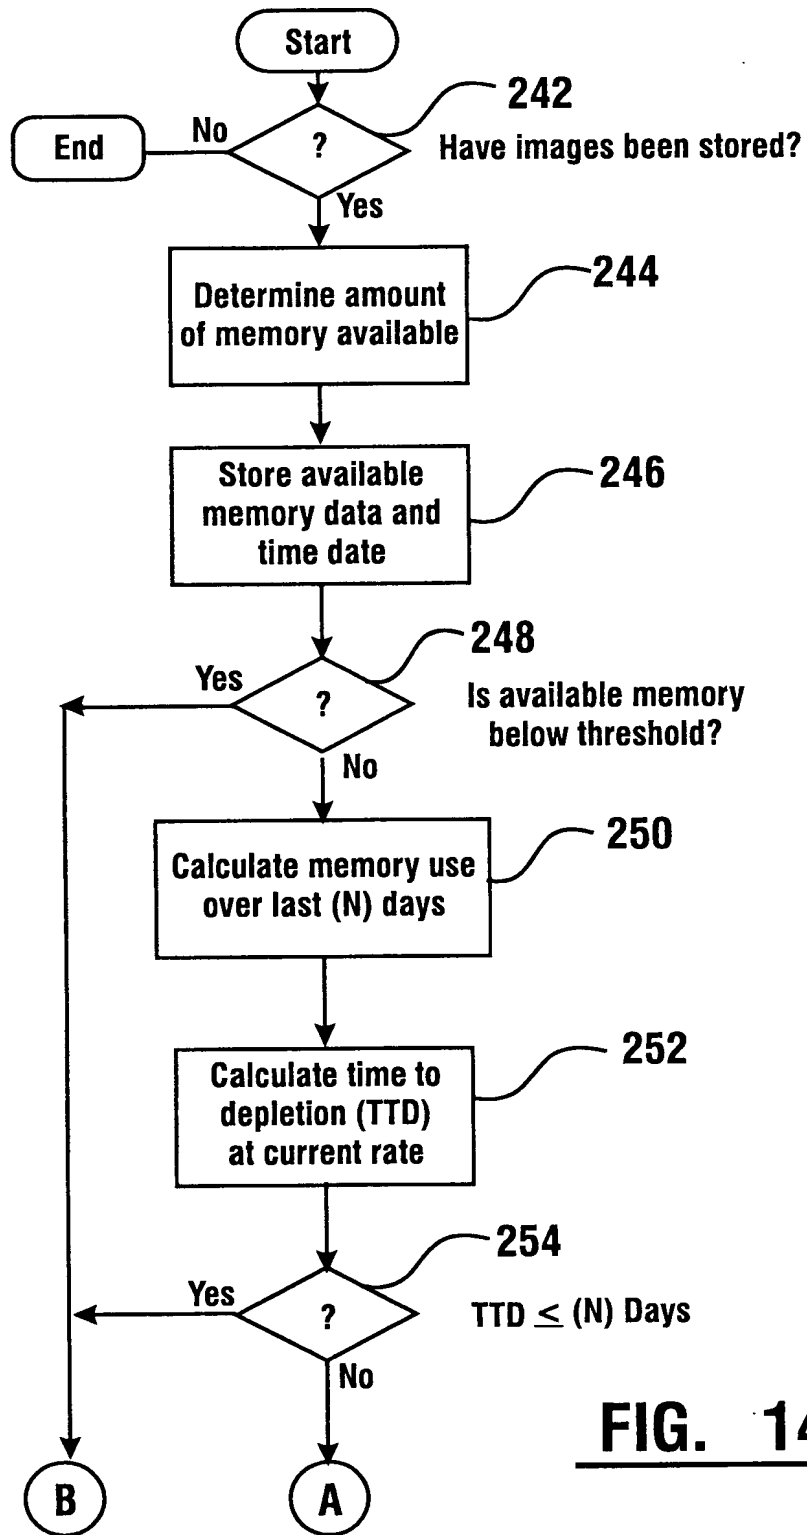 Start
242
End
No
?
Have images been stored?
Yes
244
Determine amount
of memory available
246
Store available
memory data and
time date
248
Yes
?
Is available memory
below threshold?
No
250
Calculate memory use
over last (N) days
252
Calculate time to
depletion (TTD)
at current rate
254
Yes
?
TTD ≤ (N) Days
No
FIG. 14
B
A